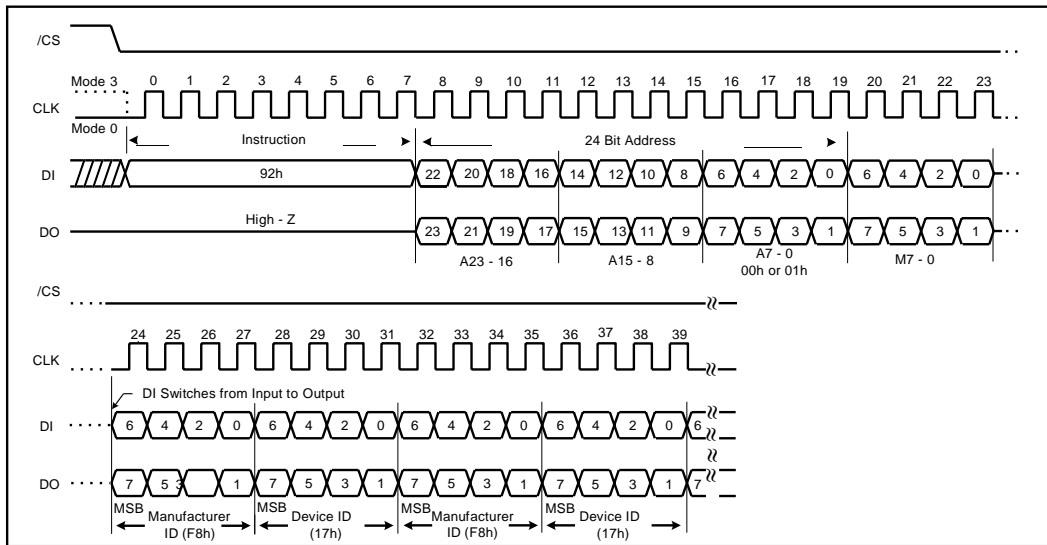 /CS
Mode 3 0 1 2 3 4 5 6 7 8 9 10 11 12 13 14 15 16 17 18 19 20 21 22 23
CLK
Mode 0
Instruction 24 Bit Address
DI 92h 22 20 18 16 14 12 10 8 6 4 2 0 6 4 2 0
High - Z
DO 23 21 19 17 15 13 11 9 7 5 3 1 7 5 3 1
A23 - 16 A15 - 8 A7 - 0 M7 - 0
00h or 01h
/CS
24 25 26 27 28 29 30 31 32 33 34 35 36 37 38 39
CLK
DI Switches from Input to Output
DI 6 4 2 0 6 4 2 0 6 4 2 0 6 4 2 0 6
DO 7 5 3 1 7 5 3 1 7 5 3 1 7 5 3 1 7
MSB MSB MSB MSB
Manufacturer Device ID Manufacturer Device ID
ID (F8h) (17h) ID (F8h) (17h)